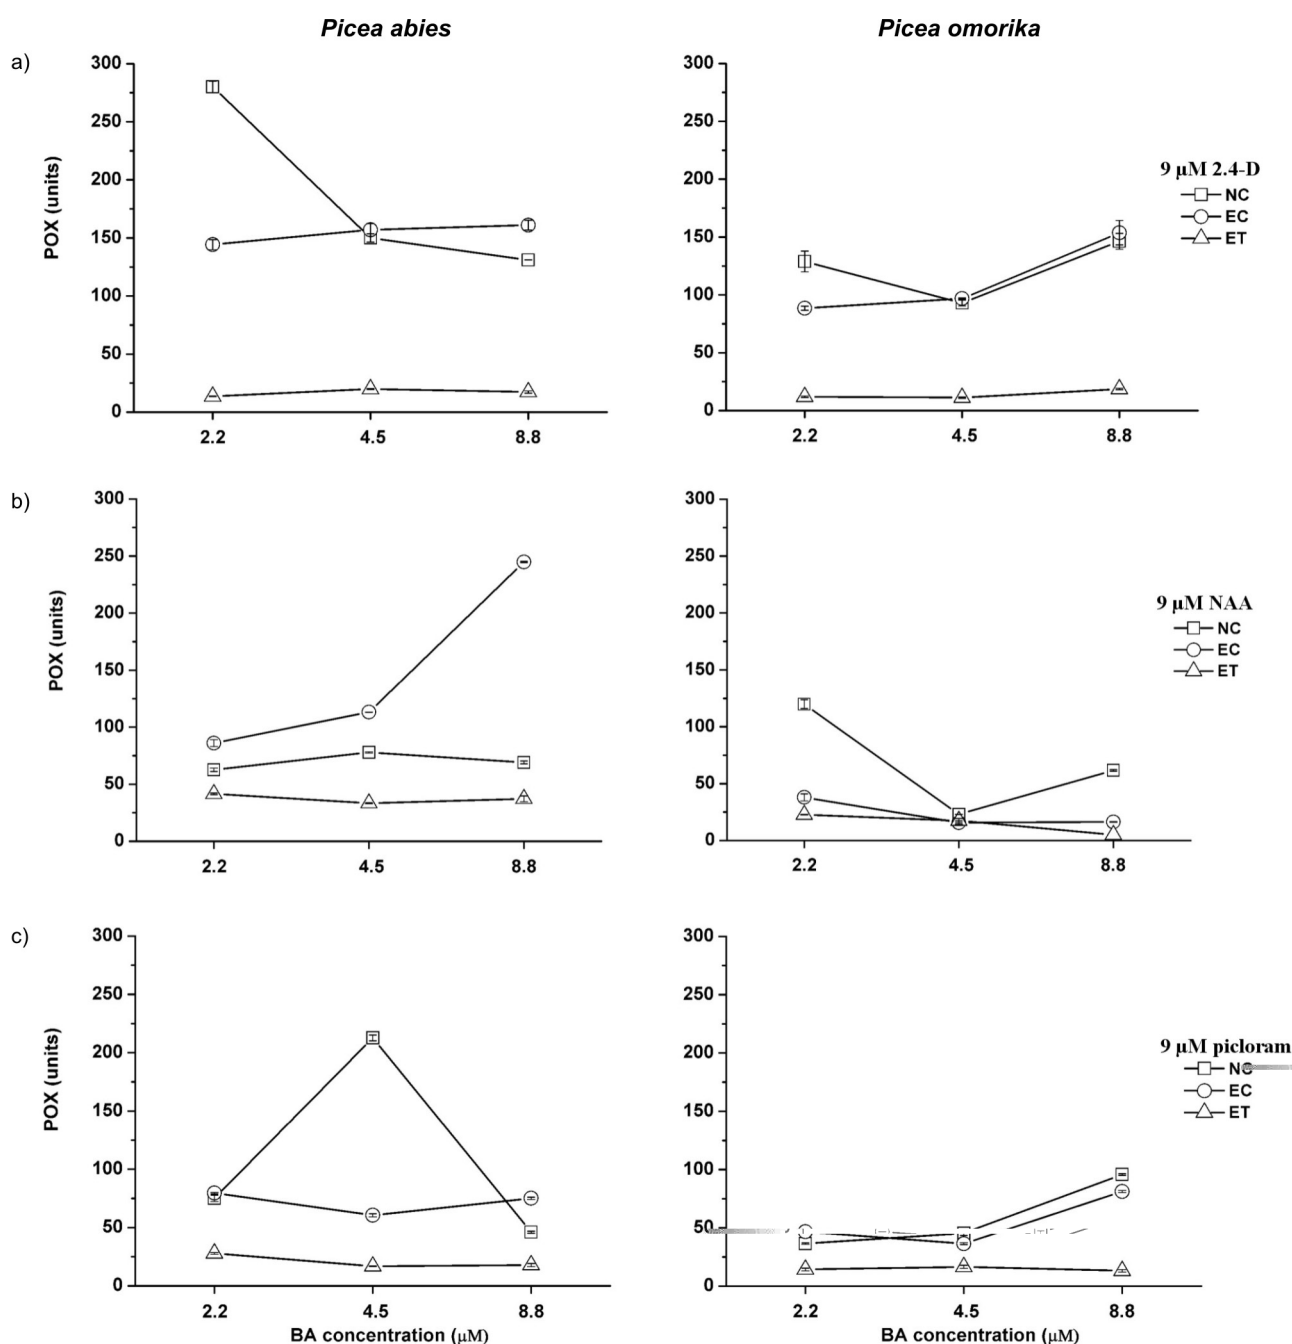 Picea abies
Picea omorika
a)
300
250
200
150
100
50
0
POX (units)
2.2
4.5
8.8
300
250
200
150
100
50
0
2.2
4.5
8.8
9 µM 2.4-D
NC
EC
ET
b)
300
250
200
150
100
50
0
POX (units)
2.2
4.5
8.8
300
250
200
150
100
50
0
2.2
4.5
8.8
9 µM NAA
NC
EC
ET
c)
300
250
200
150
100
50
0
POX (units)
2.2
4.5
8.8
BA concentration (µM)
300
250
200
150
100
50
0
2.2
4.5
8.8
BA concentration (µM)
9 µM picloram
NC
EC
ET